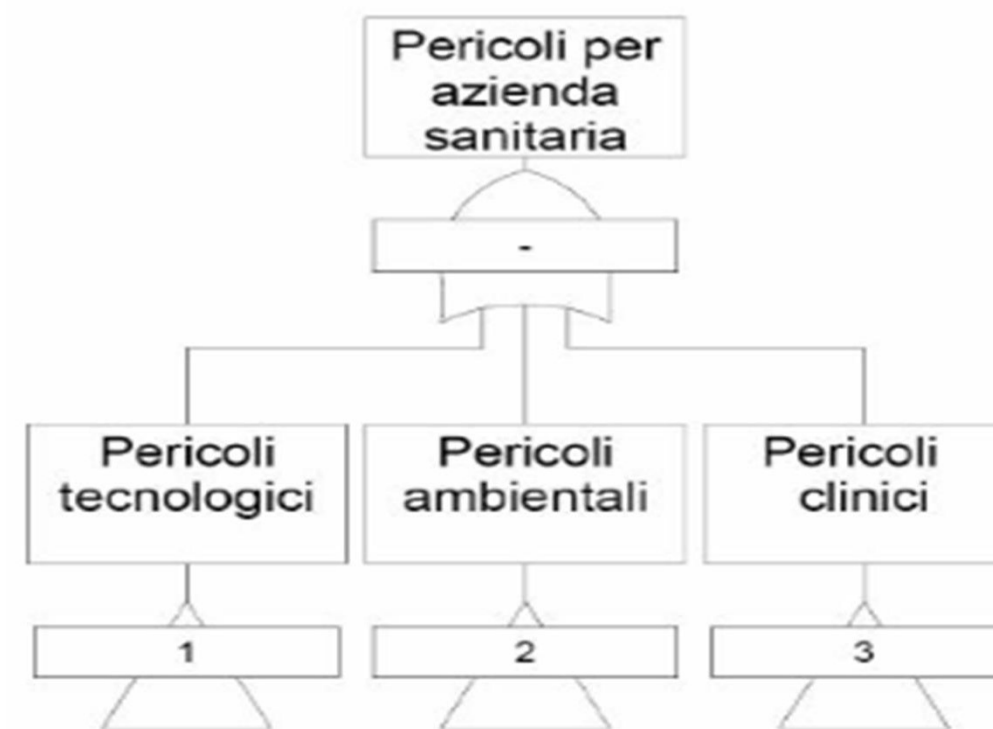 Pericoli per
azienda
sanitaria
-
Pericoli
tecnologici
Pericoli
ambientali
Pericoli
clinici
1
2
3